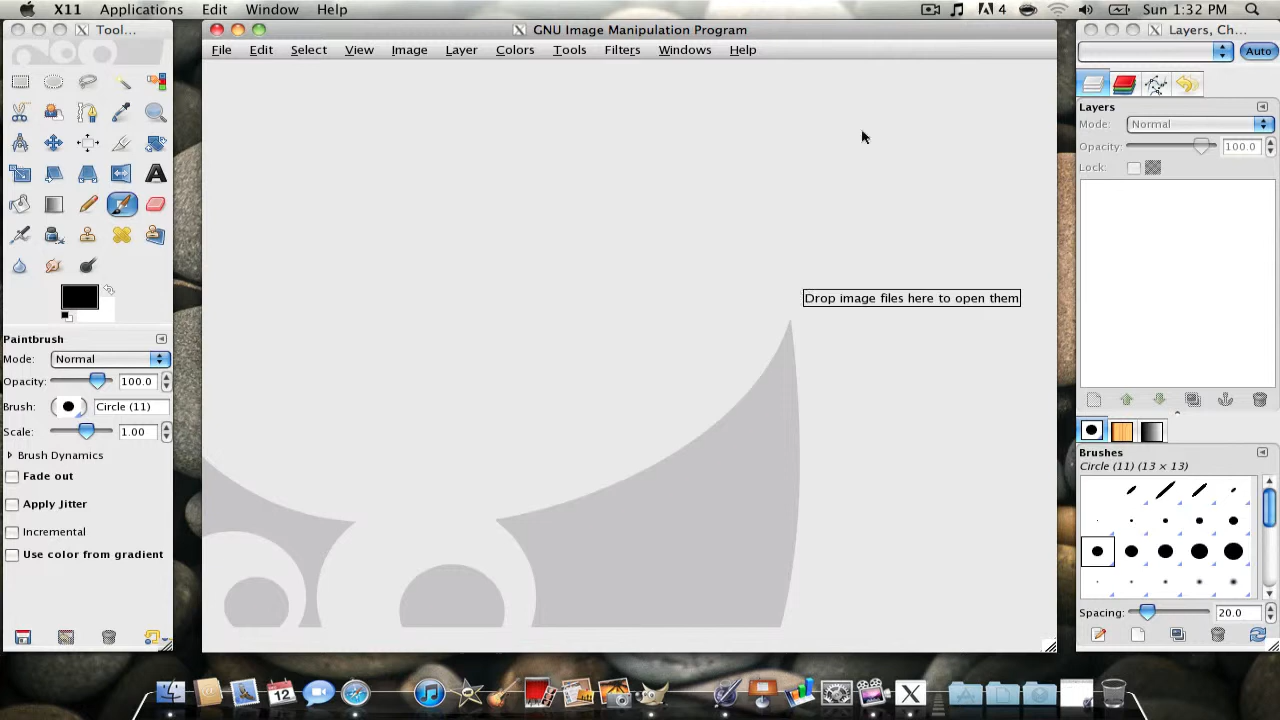 X11 Applications Edit Window Help 4 Sun 1:32 PM
Tool...
GNU Image Manipulation Program
Layers, Ch...
File Edit Select View Image Layer Colors Tools Filters Windows Help
Auto
Layers
Mode: Normal
Opacity: 100.0
Lock:
Drop image files here to open them
Paintbrush
Mode: Normal
Opacity: 100.0
Brush: Circle (11)
Scale: 1.00
Brush Dynamics
Fade out
Apply Jitter
Incremental
Use color from gradient
Brushes
Circle (11) (13 × 13)
Spacing: 20.0
12
X